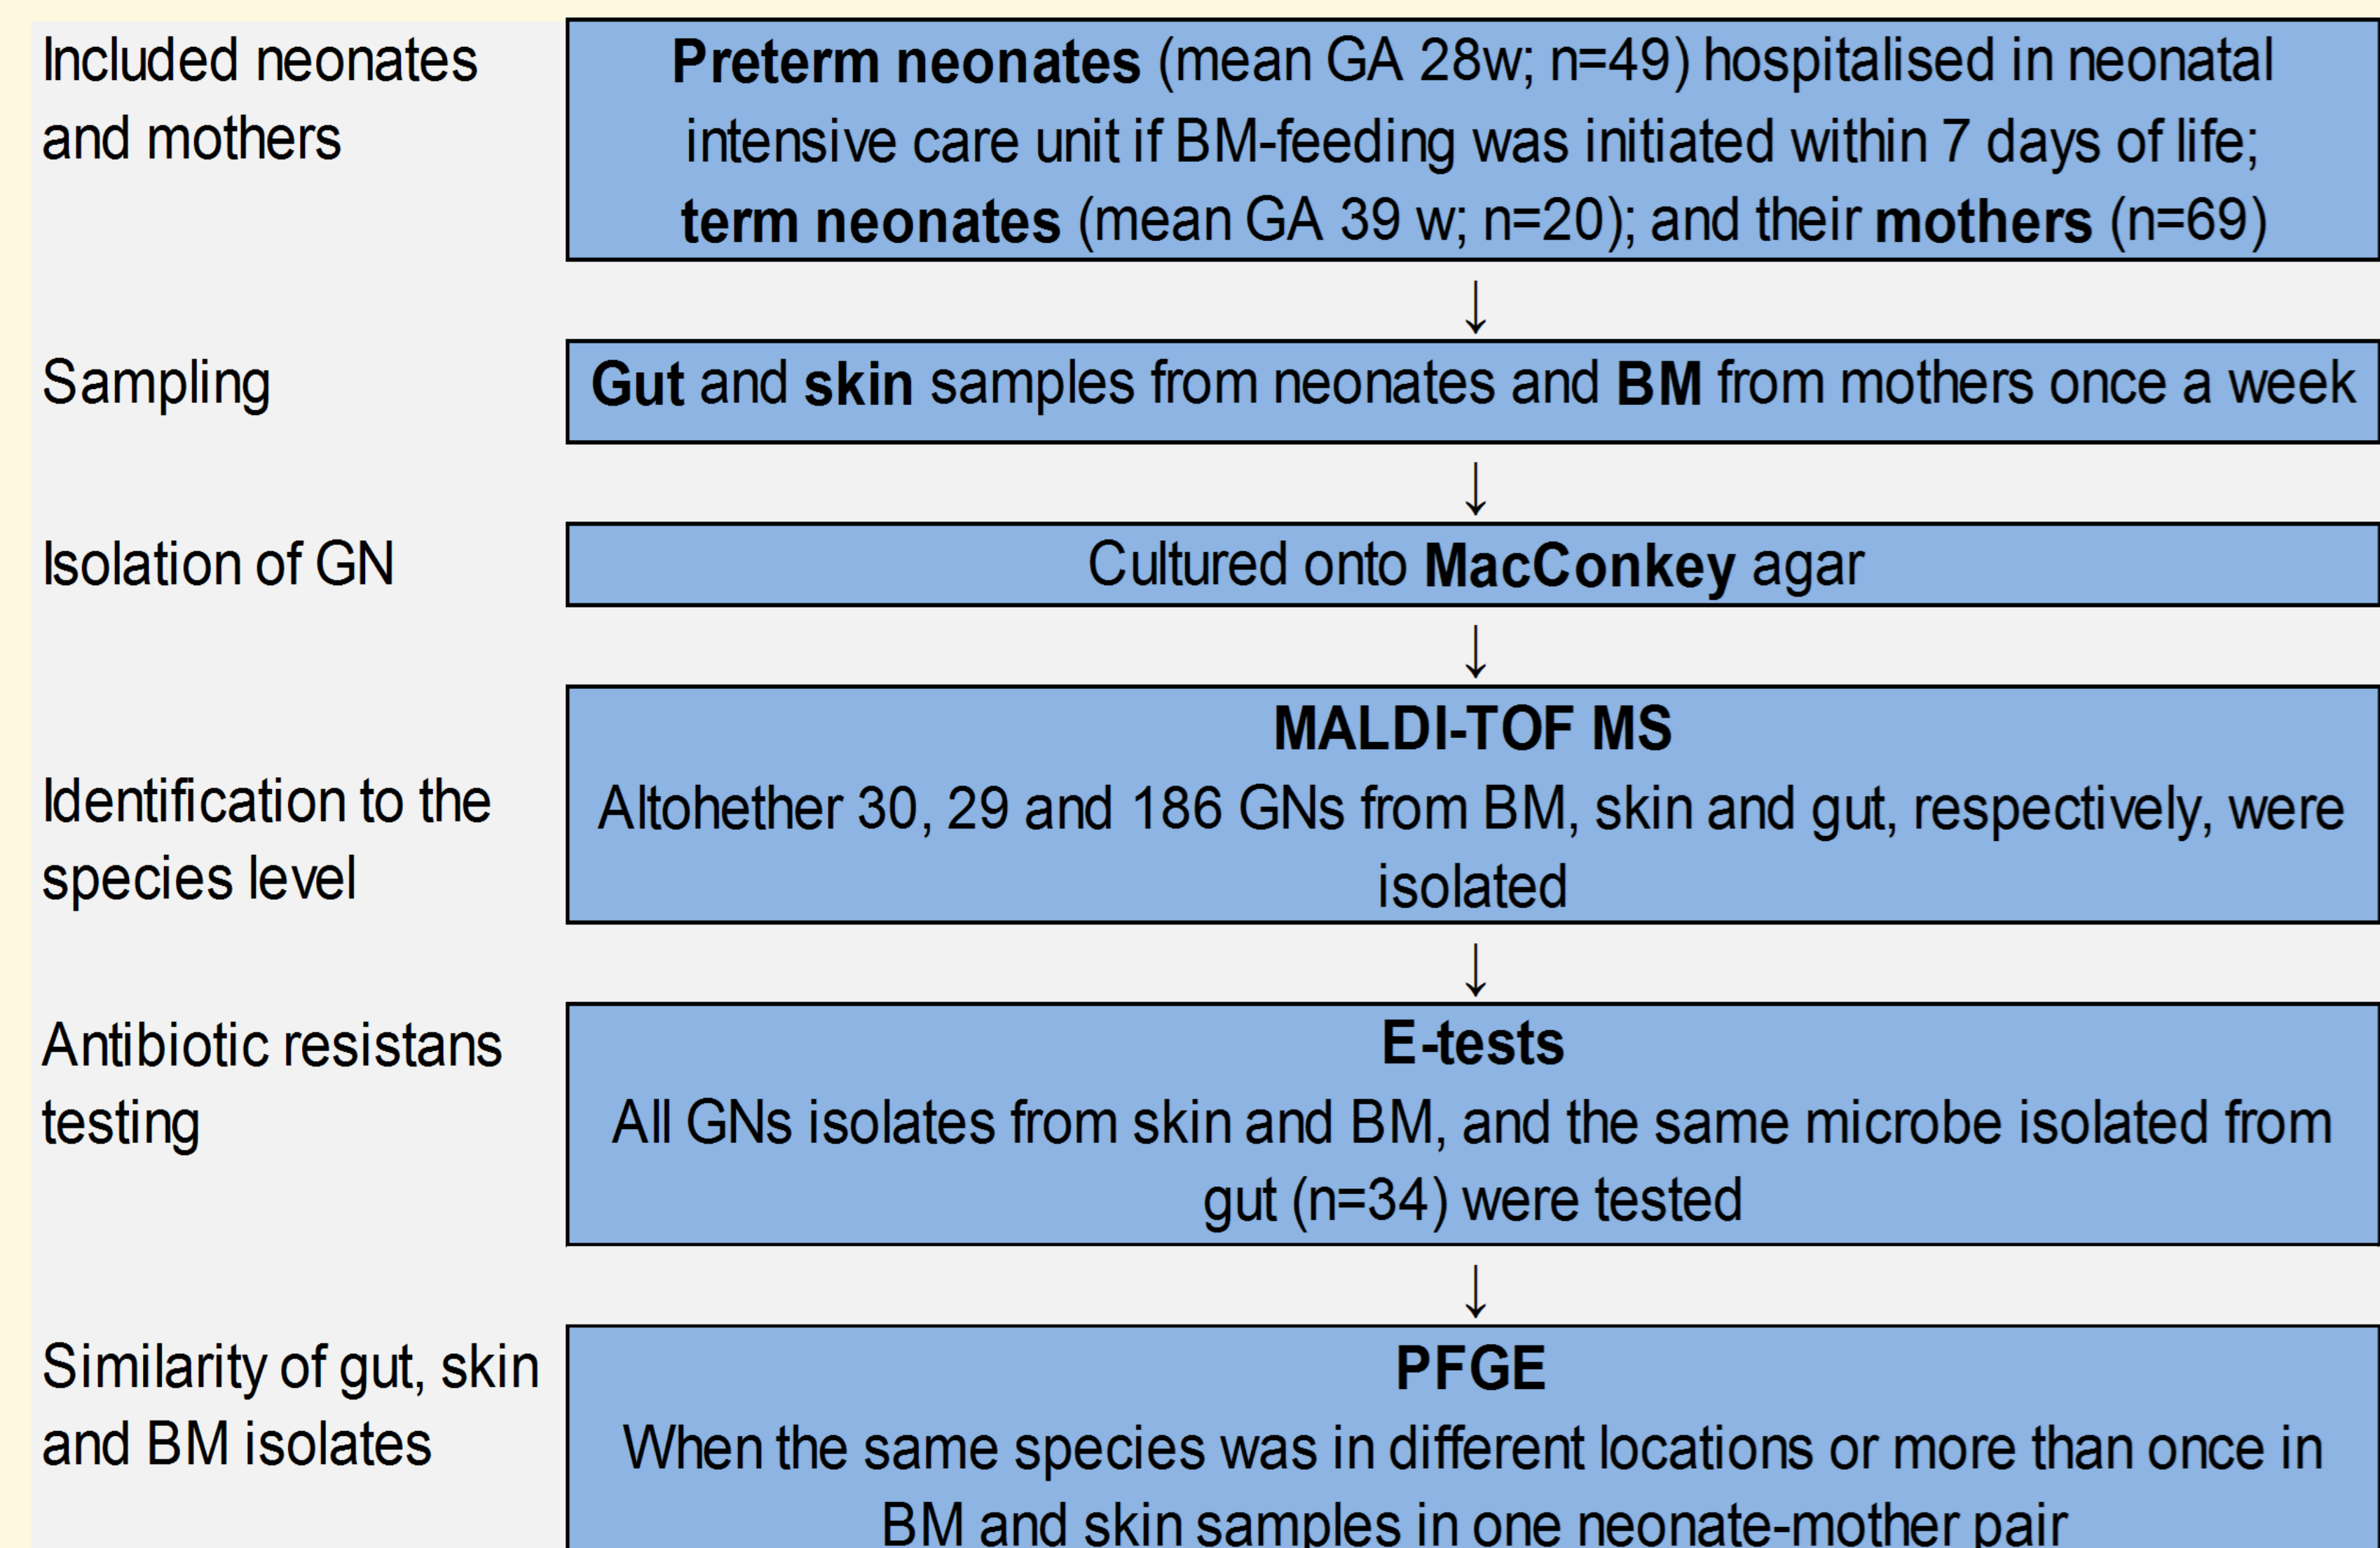 Included neonates
and mothers
Preterm neonates (mean GA 28w; n=49) hospitalised in neonatal
intensive care unit if BM-feeding was initiated within 7 days of life;
term neonates (mean GA 39 w; n=20); and their mothers (n=69)
↓
Sampling
Gut and skin samples from neonates and BM from mothers once a week
↓
Isolation of GN
Cultured onto MacConkey agar
↓
Identification to the
species level
MALDI-TOF MS
Altohether 30, 29 and 186 GNs from BM, skin and gut, respectively, were
isolated
↓
Antibiotic resistans
testing
E-tests
All GNs isolates from skin and BM, and the same microbe isolated from
gut (n=34) were tested
↓
Similarity of gut, skin
and BM isolates
PFGE
When the same species was in different locations or more than once in
BM and skin samples in one neonate-mother pair